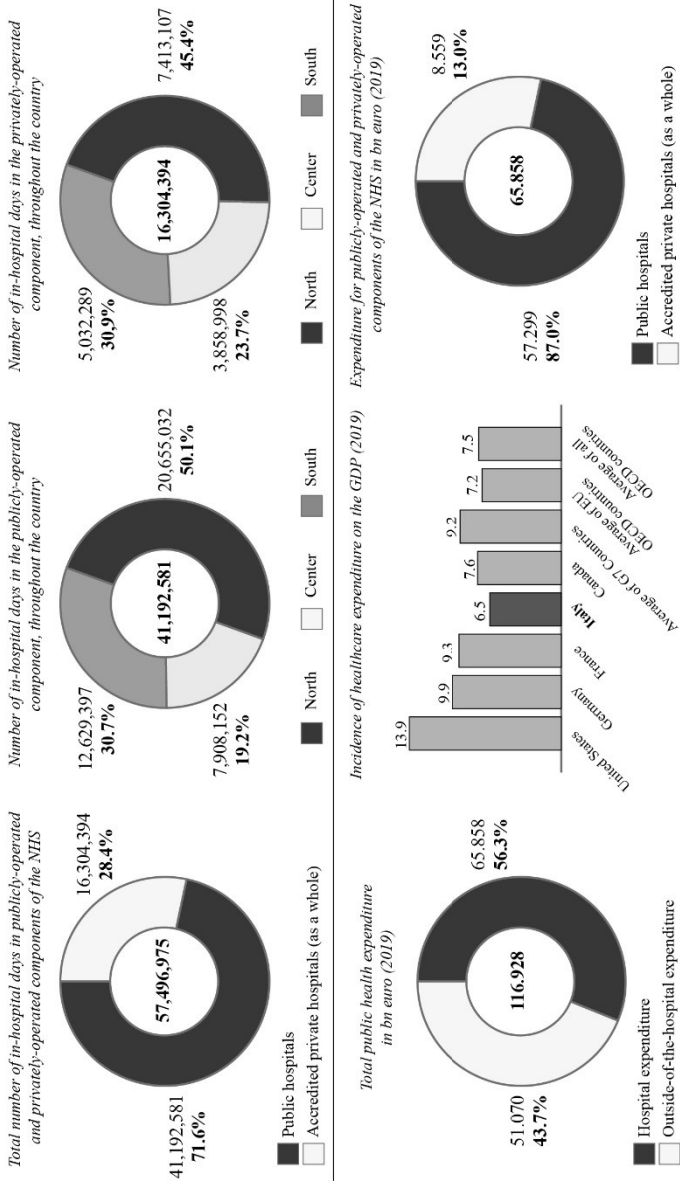 Total number of in-hospital days in publicly-operated
and privately-operated components of the NHS
16,304,394
28.4%
57,496,975
41,192,581
71.6%
Public hospitals
Accredited private hospitals (as a whole)
Number of in-hospital days in the publicly-operated
component, throughout the country
12,629,397
30.7%
41,192,581
20,655,032
50.1%
7,908,152
19.2%
North
Center
South
Number of in-hospital days in the privately-operated
component, throughout the country
5,032,289
30,9%
16,304,394
7,413,107
45.4%
3,858,998
23.7%
North
Center
South
Total public health expenditure
in bn euro (2019)
65.858
56.3%
116.928
51.070
43.7%
Hospital expenditure
Outside-of-the-hospital expenditure
Incidence of healthcare expenditure on the GDP (2019)
13.9
9.9
9.3
6.5
7.6
9.2
7.2
7.5
United States
Germany
France
Italy
Canada
Average of G7 Countries
Average of EU
OECD countries
Average of all
OECD countries
Expenditure for publicly-operated and privately-operated
components of the NHS in bn euro (2019)
8.559
13.0%
65.858
57.299
87.0%
Public hospitals
Accredited private hospitals (as a whole)